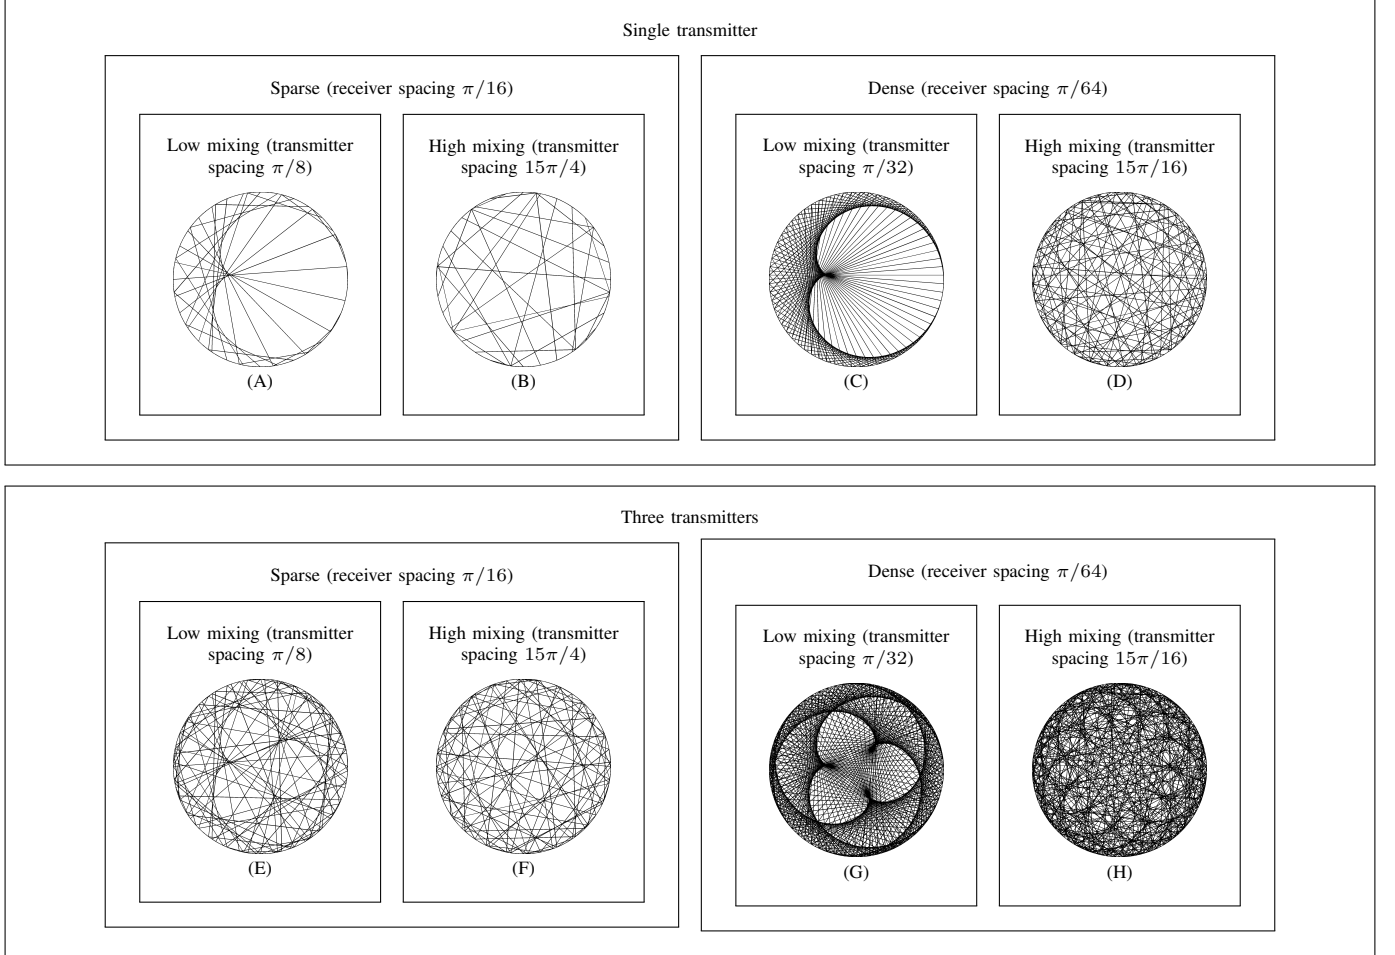 Single transmitter
Sparse (receiver spacing π/16)
Low mixing (transmitter
spacing π/8)
(A)
High mixing (transmitter
spacing 15π/4)
(B)
Dense (receiver spacing π/64)
Low mixing (transmitter
spacing π/32)
(C)
High mixing (transmitter
spacing 15π/16)
(D)
Three transmitters
Sparse (receiver spacing π/16)
Low mixing (transmitter
spacing π/8)
(E)
High mixing (transmitter
spacing 15π/4)
(F)
Dense (receiver spacing π/64)
Low mixing (transmitter
spacing π/32)
(G)
High mixing (transmitter
spacing 15π/16)
(H)